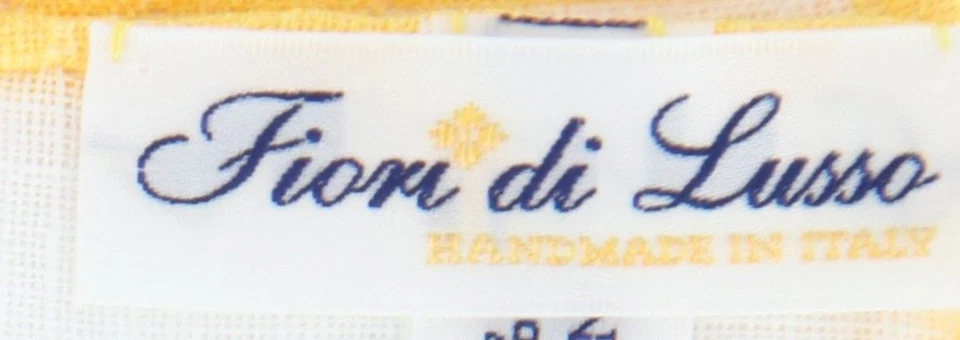 Fiori di Lusso
HANDMADE IN ITALY